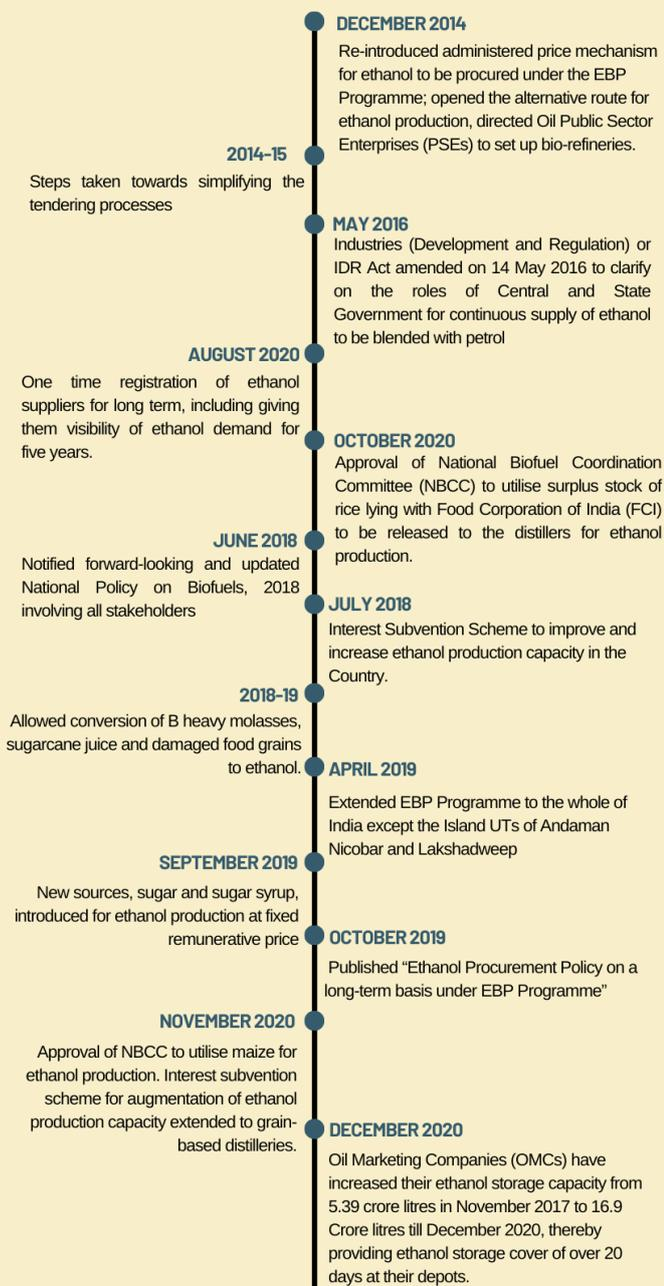 DECEMBER 2014
Re-introduced administered price mechanism
for ethanol to be procured under the EBP
Programme; opened the alternative route for
ethanol production, directed Oil Public Sector
Enterprises (PSEs) to set up bio-refineries.
2014-15
Steps taken towards simplifying the
tendering processes
MAY 2016
Industries (Development and Regulation) or
IDR Act amended on 14 May 2016 to clarify
on the roles of Central and State
Government for continuous supply of ethanol
to be blended with petrol
AUGUST 2020
One time registration of ethanol
suppliers for long term, including giving
them visibility of ethanol demand for
five years.
OCTOBER 2020
Approval of National Biofuel Coordination
Committee (NBCC) to utilise surplus stock of
rice lying with Food Corporation of India (FCI)
to be released to the distillers for ethanol
production.
JUNE 2018
Notified forward-looking and updated
National Policy on Biofuels, 2018
involving all stakeholders
JULY 2018
Interest Subvention Scheme to improve and
increase ethanol production capacity in the
Country.
2018-19
Allowed conversion of B heavy molasses,
sugarcane juice and damaged food grains
to ethanol.
APRIL 2019
Extended EBP Programme to the whole of
India except the Island UTs of Andaman
Nicobar and Lakshadweep
SEPTEMBER 2019
New sources, sugar and sugar syrup,
introduced for ethanol production at fixed
remunerative price
OCTOBER 2019
Published “Ethanol Procurement Policy on a
long-term basis under EBP Programme”
NOVEMBER 2020
Approval of NBCC to utilise maize for
ethanol production. Interest subvention
scheme for augmentation of ethanol
production capacity extended to grain-
based distilleries.
DECEMBER 2020
Oil Marketing Companies (OMCs) have
increased their ethanol storage capacity from
5.39 crore litres in November 2017 to 16.9
Crore litres till December 2020, thereby
providing ethanol storage cover of over 20
days at their depots.